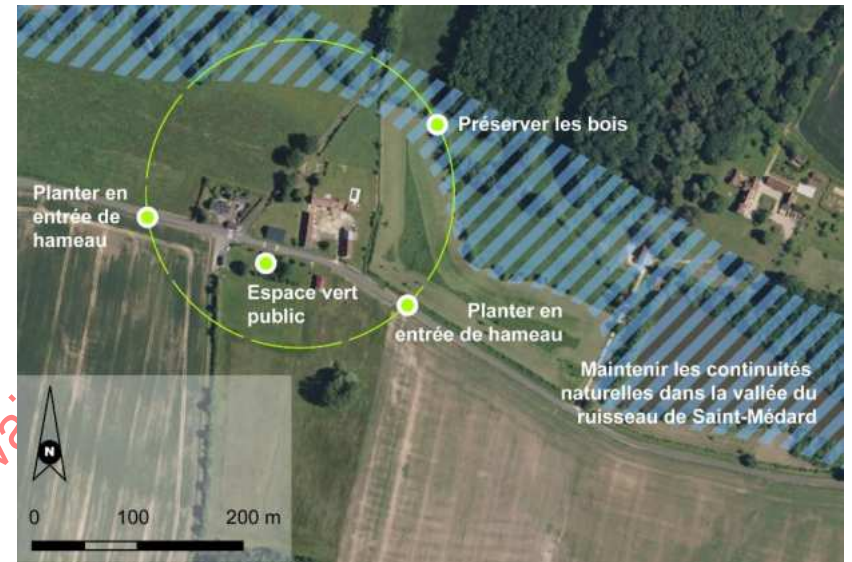 Préserver les bois
Planter en
entrée de
hameau
Espace vert
public
Planter en
entrée de hameau
Maintenir les continuités
naturelles dans la vallée du
ruisseau de Saint-Médard
N
0 100 200 m